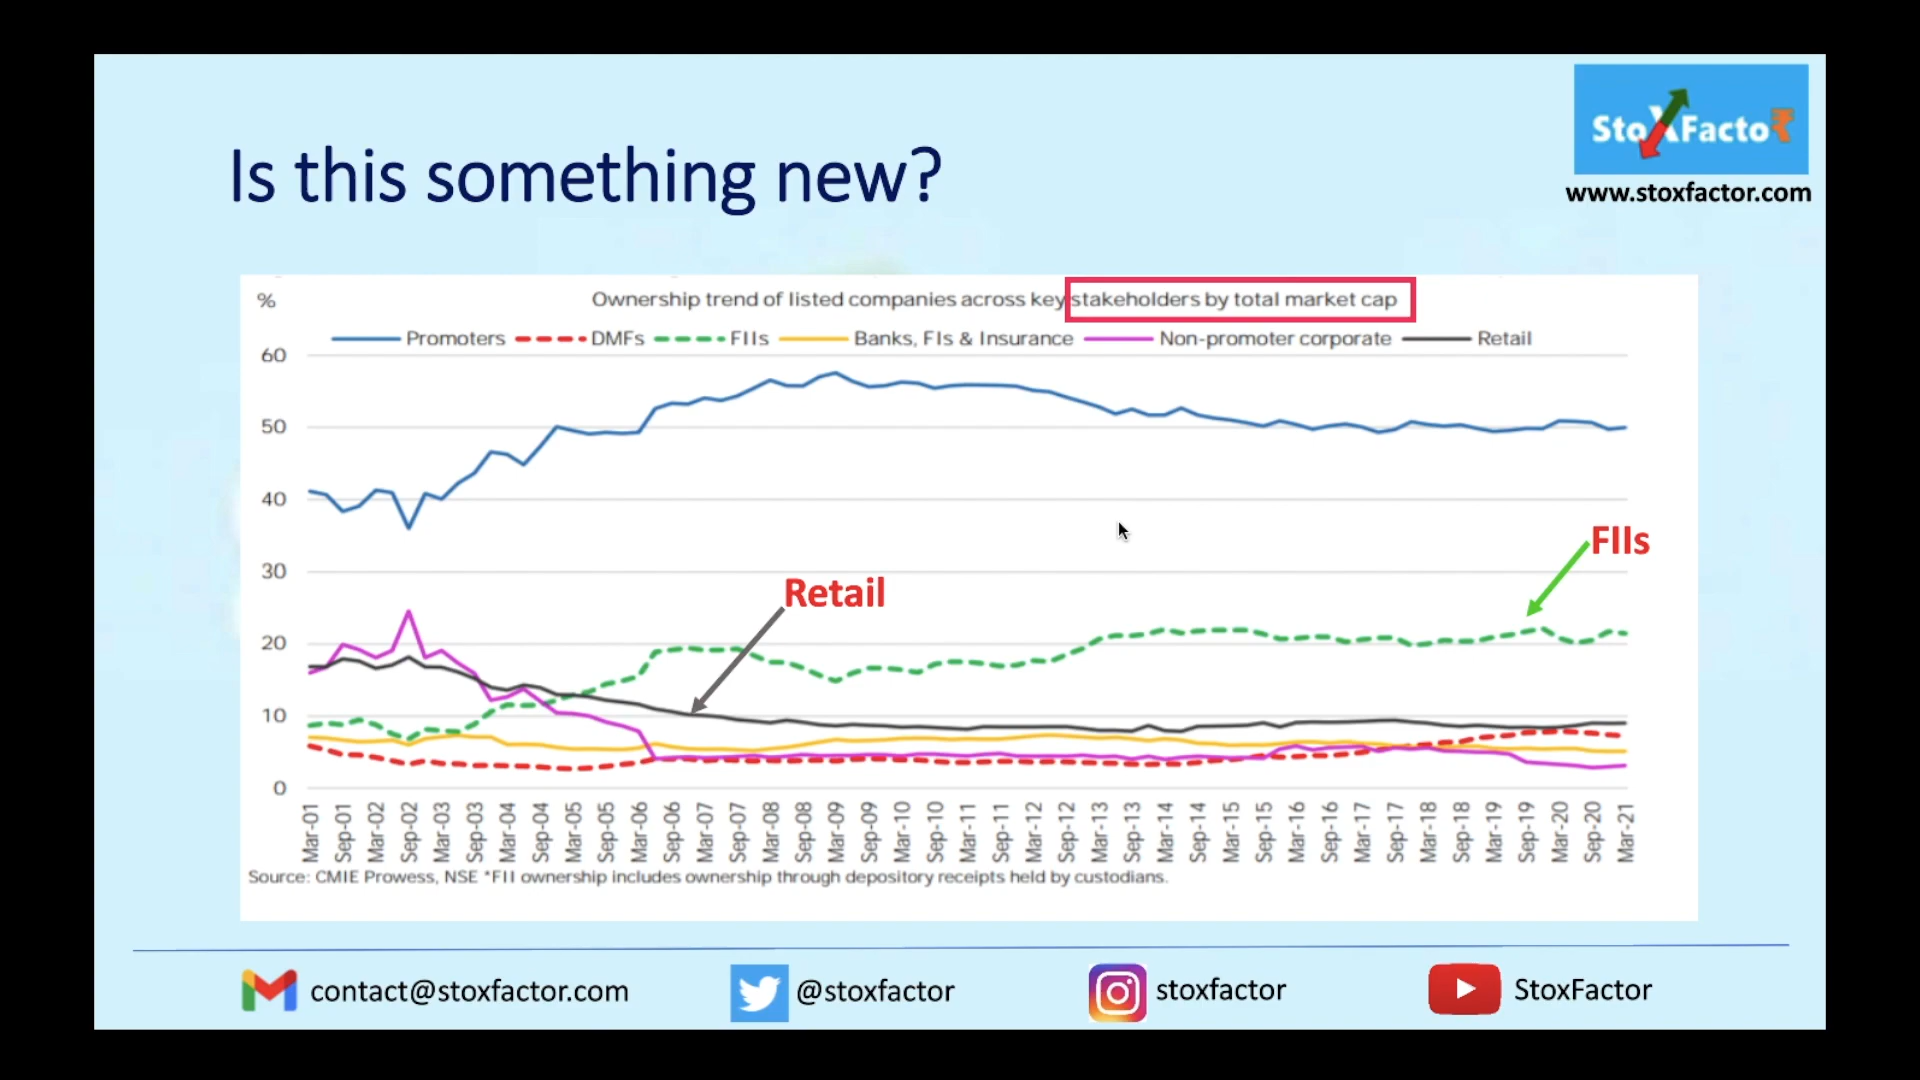 StoXFacto₹
www.stoxfactor.com
Is this something new?
%
Ownership trend of listed companies across key stakeholders by total market cap
Promoters DMFs FIIs Banks, FIs & Insurance Non-promoter corporate Retail
60
50
40
30
20
10
0
FIIs
Retail
Mar-01 Sep-01 Mar-02 Sep-02 Mar-03 Sep-03 Mar-04 Sep-04 Mar-05 Sep-05 Mar-06 Sep-06 Mar-07 Sep-07 Mar-08 Sep-08 Mar-09 Sep-09 Mar-10 Sep-10 Mar-11 Sep-11 Mar-12 Sep-12 Mar-13 Sep-13 Mar-14 Sep-14 Mar-15 Sep-15 Mar-16 Sep-16 Mar-17 Sep-17 Mar-18 Sep-18 Mar-19 Sep-19 Mar-20 Sep-20 Mar-21
Source: CMIE Prowess, NSE *FII ownership includes ownership through depository receipts held by custodians.
contact@stoxfactor.com @stoxfactor stoxfactor StoxFactor